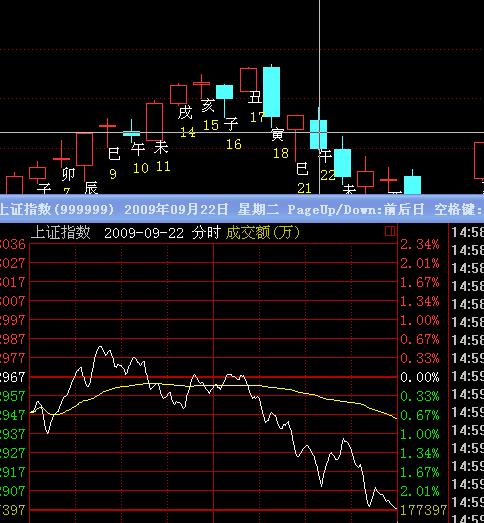 丑
亥
17
戌
15
子
14
寅
16
18
午
未
巳
午
卯
10
11
巳
22
9
子
辰
21
未
7
上证指数(999999) 2009年09月22日 星期二 PageUp/Down:前后日 空格键:
上证指数 2009-09-22 分时 成交额(万)
3036 2.34% 14:58
3027 2.01% 14:58
3017 1.67% 14:58
3007 1.34% 14:58
2997 1.00% 14:58
2987 0.67% 14:58
2977 0.33% 14:59
2967 0.00% 14:59
2957 0.33% 14:59
2947 0.67% 14:59
2937 1.00% 14:59
2927 1.34% 14:59
2917 1.67% 14:59
2907 2.01% 14:59
77397 177397 14:59